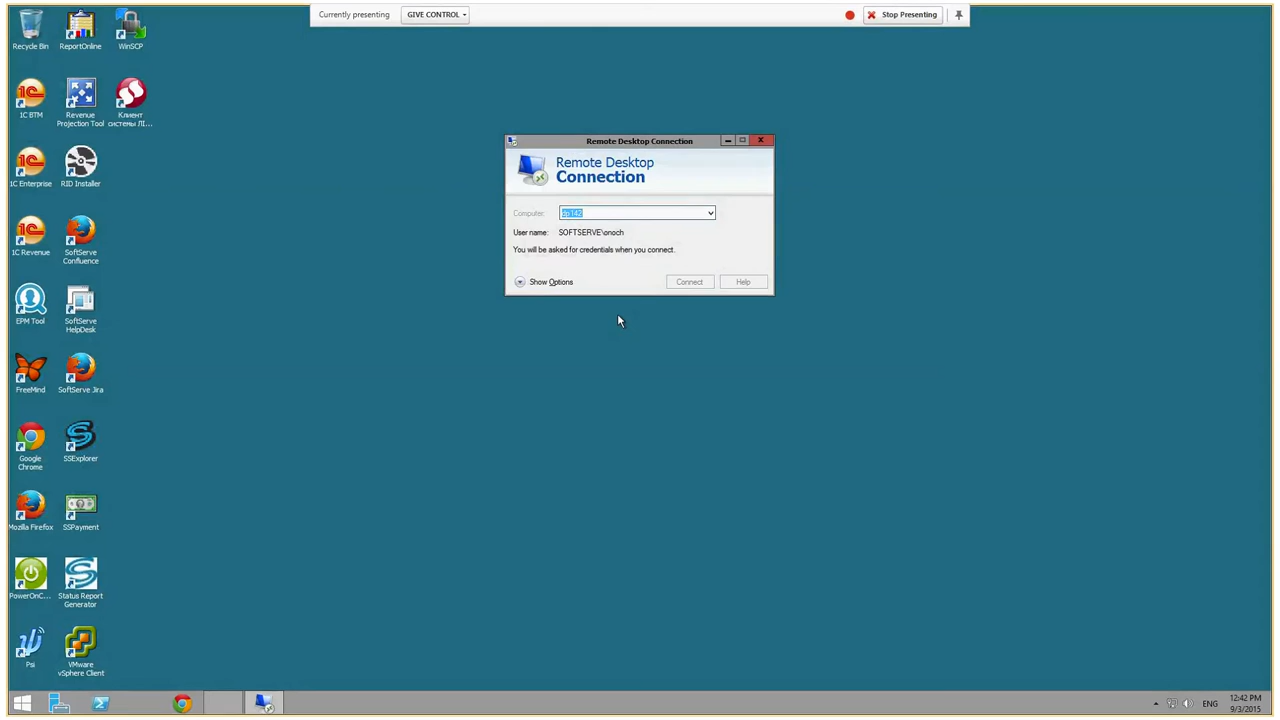 Currently presenting
GIVE CONTROL
Stop Presenting
Recycle Bin
ReportOnline
WinSCP
1C BTM
Revenue
Projection Tool
Клиент
системы ЛІ...
1C Enterprise
RID Installer
1C Revenue
SoftServe
Confluence
EPM Tool
SoftServe
HelpDesk
FreeMind
SoftServe Jira
Google
Chrome
SSExplorer
Mozilla Firefox
SSPayment
PowerOnC...
Status Report
Generator
Psi
VMware
vSphere Client
Remote Desktop Connection
Remote Desktop
Connection
Computer:
dp142
User name:
SOFTSERVE\onoch
You will be asked for credentials when you connect.
Show Options
Connect
Help
ENG
12:42 PM
9/3/2015